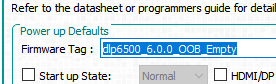 Refer to the datasheet or programmers guide for detai
Power up Defaults
Firmware Tag : dlp6500_6.0.0_OOB_Empty
Start up State: Normal HDMI/DP